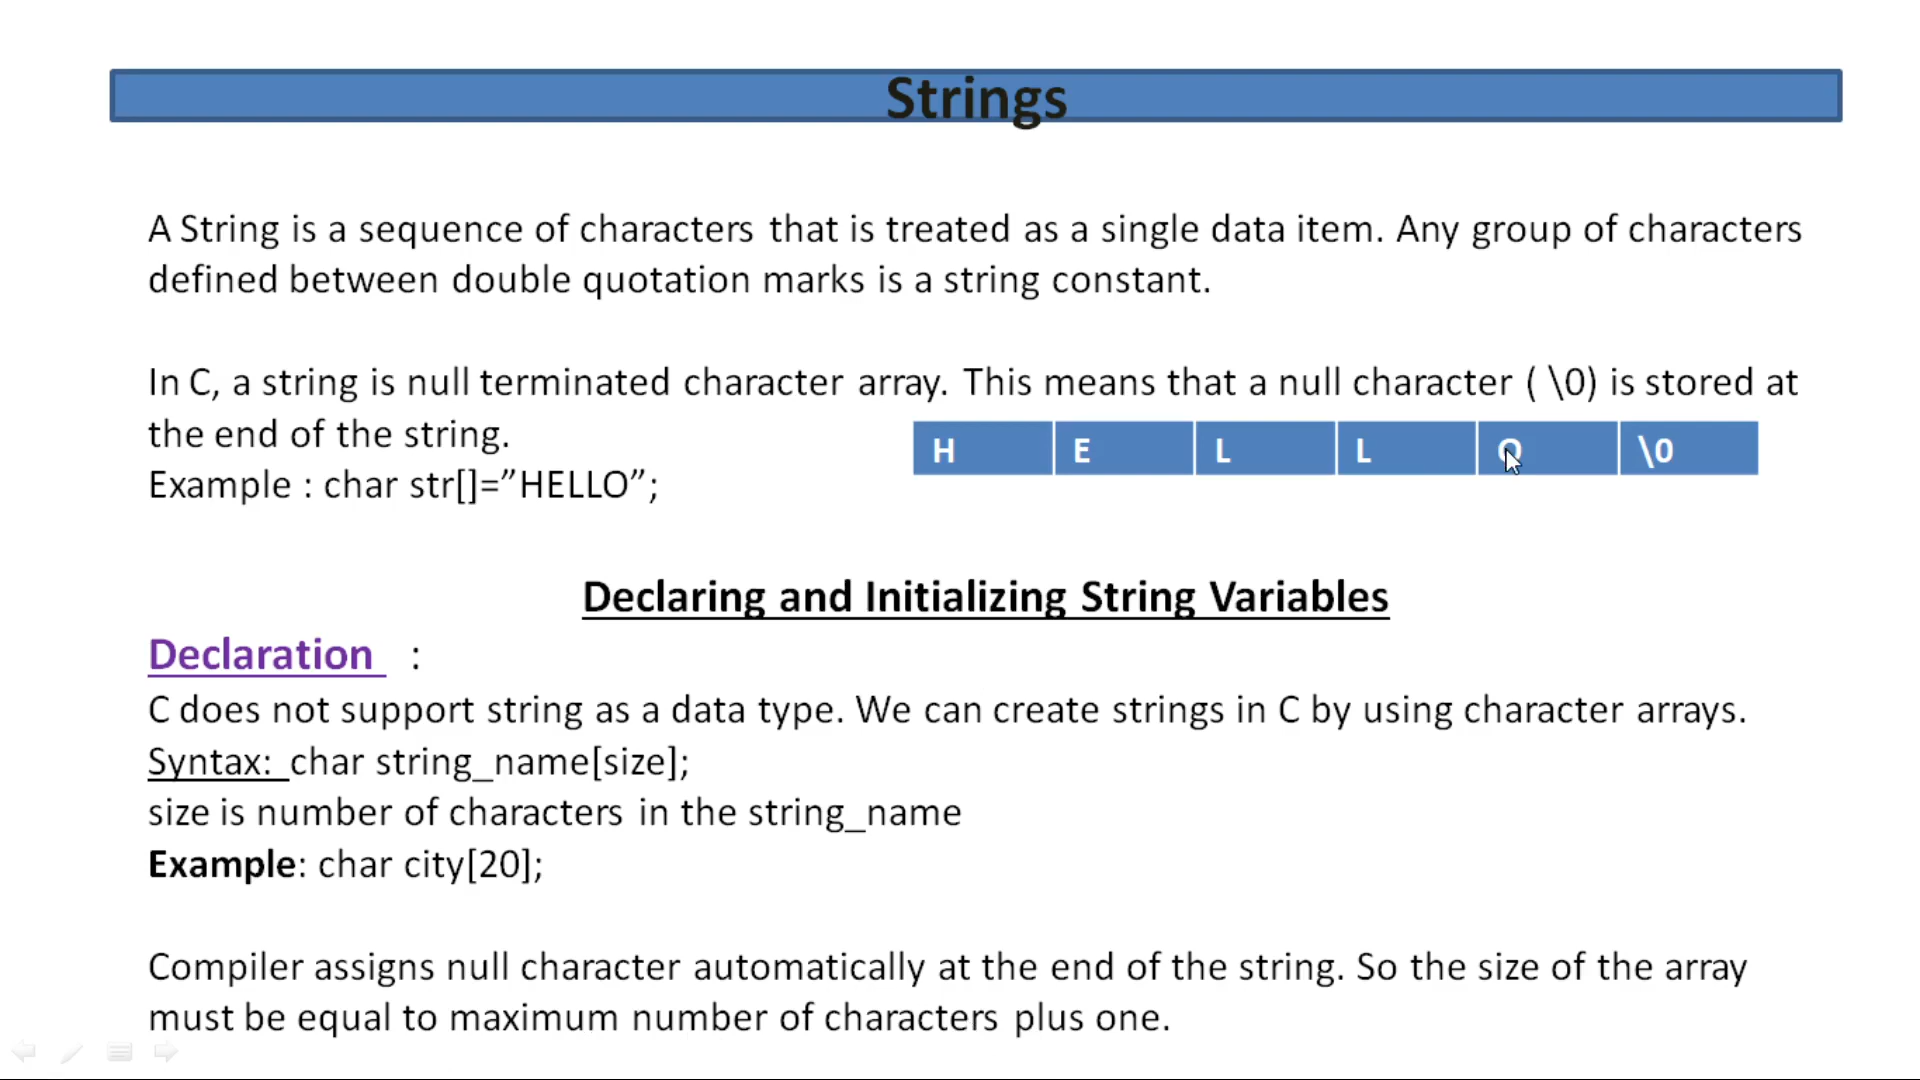 Strings
A String is a sequence of characters that is treated as a single data item. Any group of characters
defined between double quotation marks is a string constant.
In C, a string is null terminated character array. This means that a null character ( \0) is stored at
the end of the string.
H E L L O \0
Example : char str[]=”HELLO”;
Declaring and Initializing String Variables
Declaration :
C does not support string as a data type. We can create strings in C by using character arrays.
Syntax: char string_name[size];
size is number of characters in the string_name
Example: char city[20];
Compiler assigns null character automatically at the end of the string. So the size of the array
must be equal to maximum number of characters plus one.